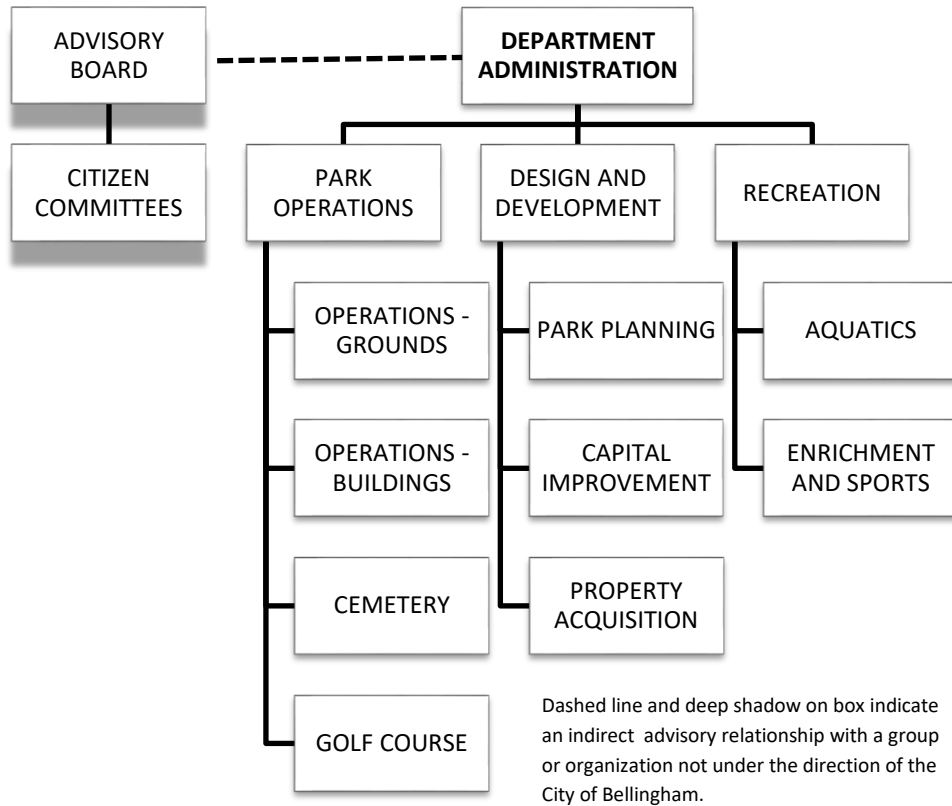 ADVISORY
BOARD
DEPARTMENT
ADMINISTRATION
CITIZEN
COMMITTEES
PARK
OPERATIONS
DESIGN AND
DEVELOPMENT
RECREATION
OPERATIONS -
GROUNDS
PARK PLANNING
AQUATICS
OPERATIONS -
BUILDINGS
CAPITAL
IMPROVEMENT
ENRICHMENT
AND SPORTS
CEMETERY
PROPERTY
ACQUISITION
GOLF COURSE
Dashed line and deep shadow on box indicate
an indirect advisory relationship with a group
or organization not under the direction of the
City of Bellingham.